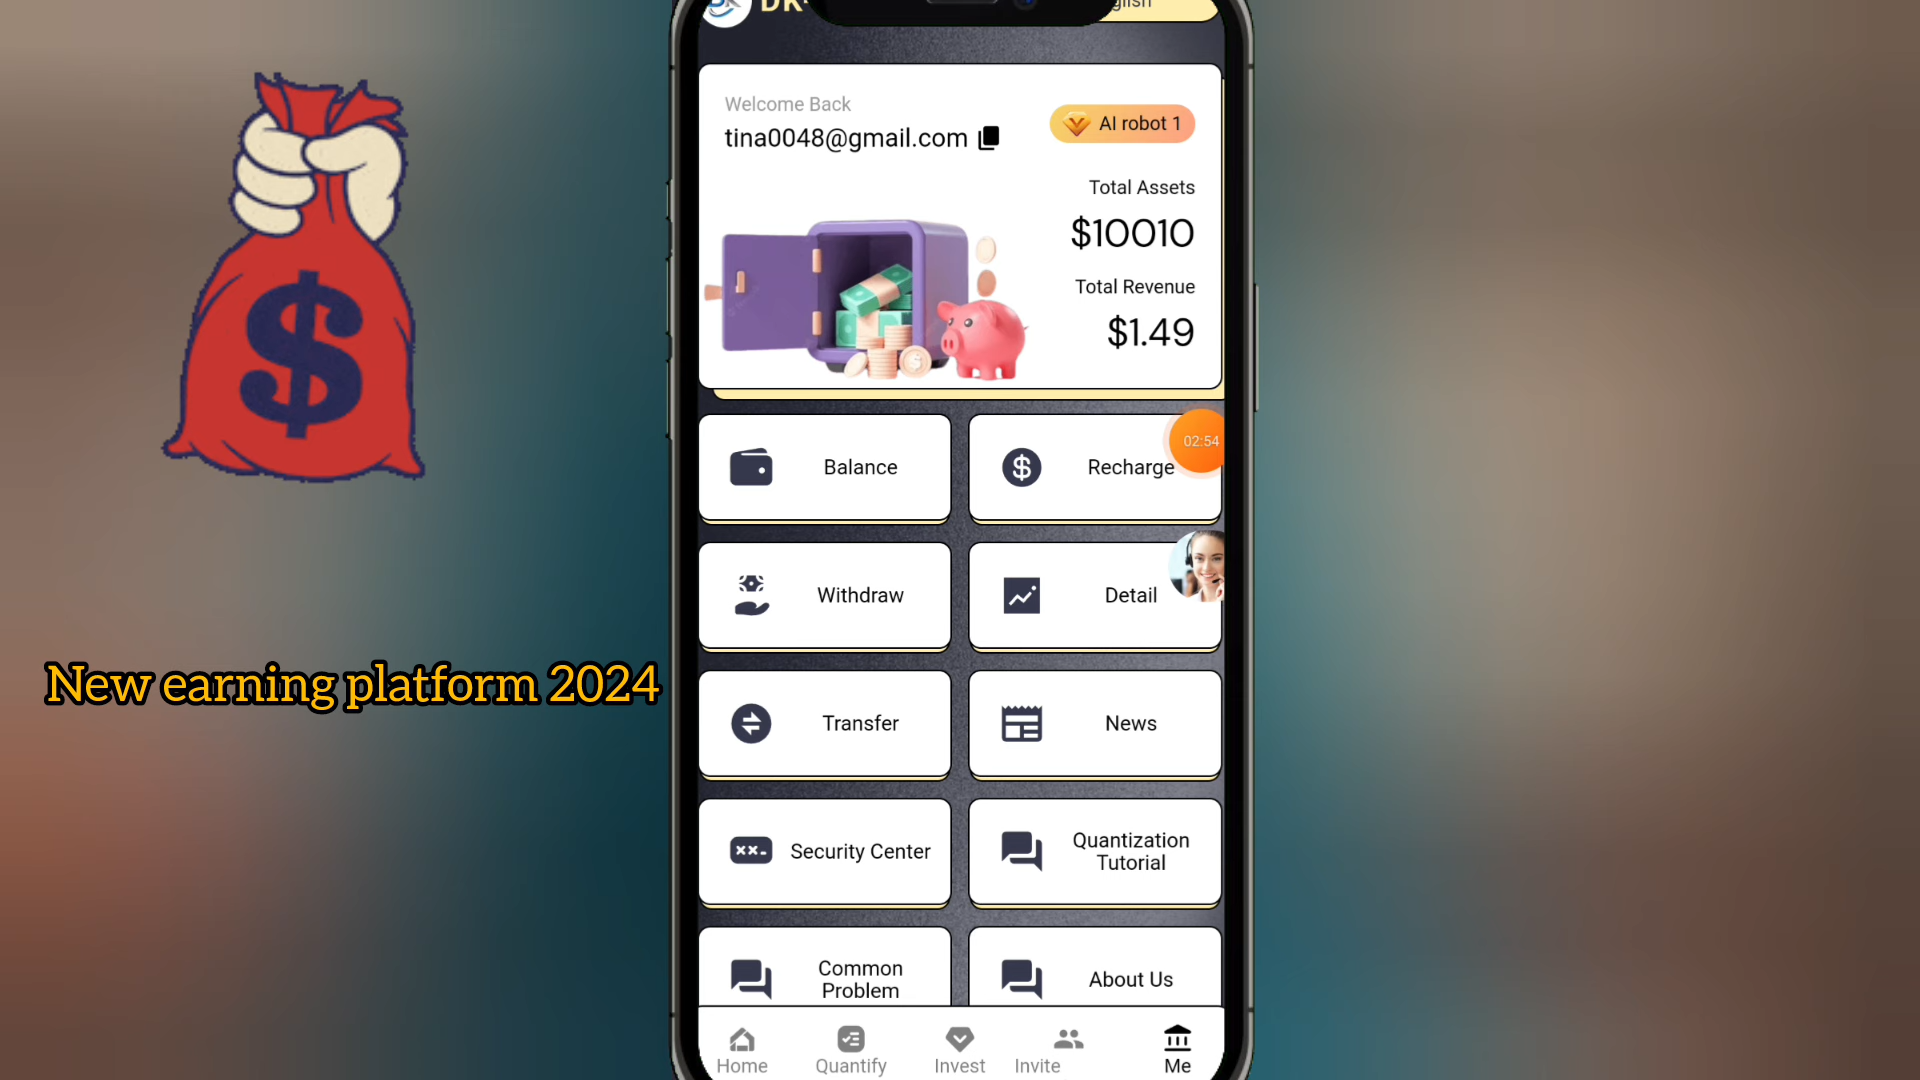 DK-
Welcome Back
tina0048@gmail.com
AI robot 1
Total Assets
$10010
Total Revenue
$1.49
Balance
Recharge
02:54
Withdraw
Detail
Transfer
News
Security Center
Quantization
Tutorial
Common
Problem
About Us
Home
Quantify
Invest
Invite
Me
New earning platform 2024
$